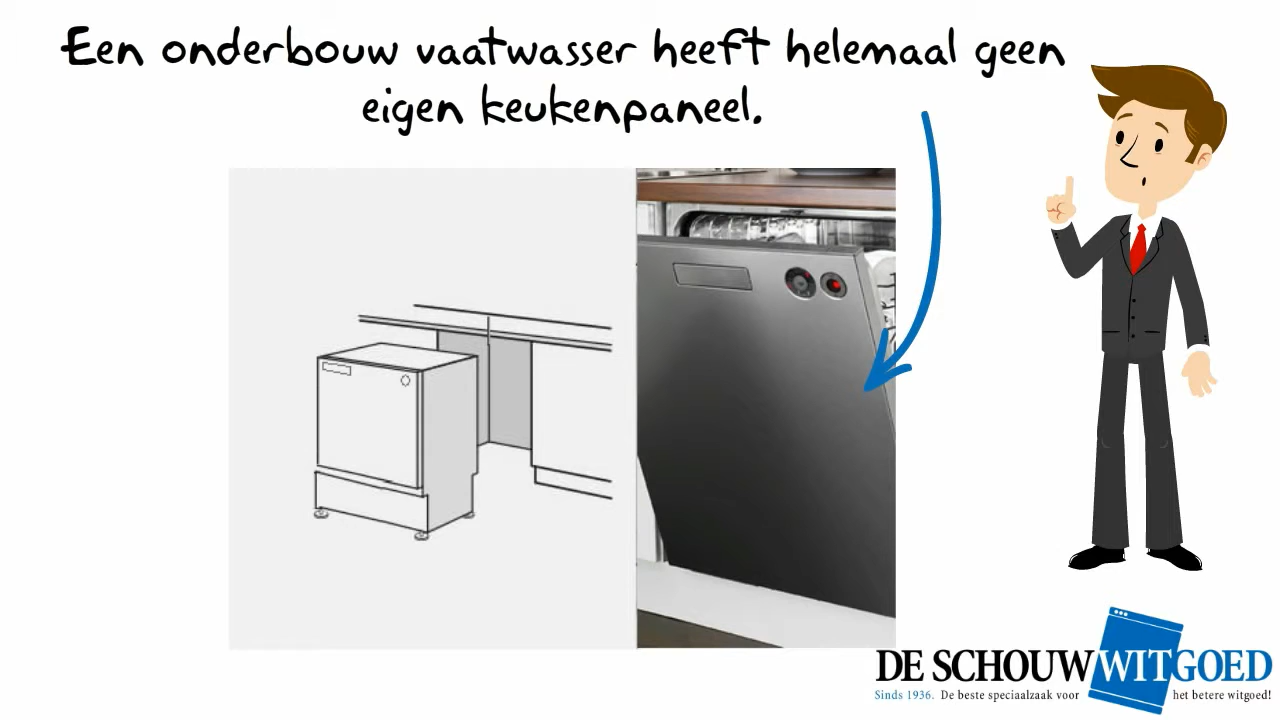 Een onderbouw vaatwasser heeft helemaal geen
eigen keukenpaneel.
DE SCHOUW WITGOED
Sinds 1936. De beste speciaalzaak voor het betere witgoed!